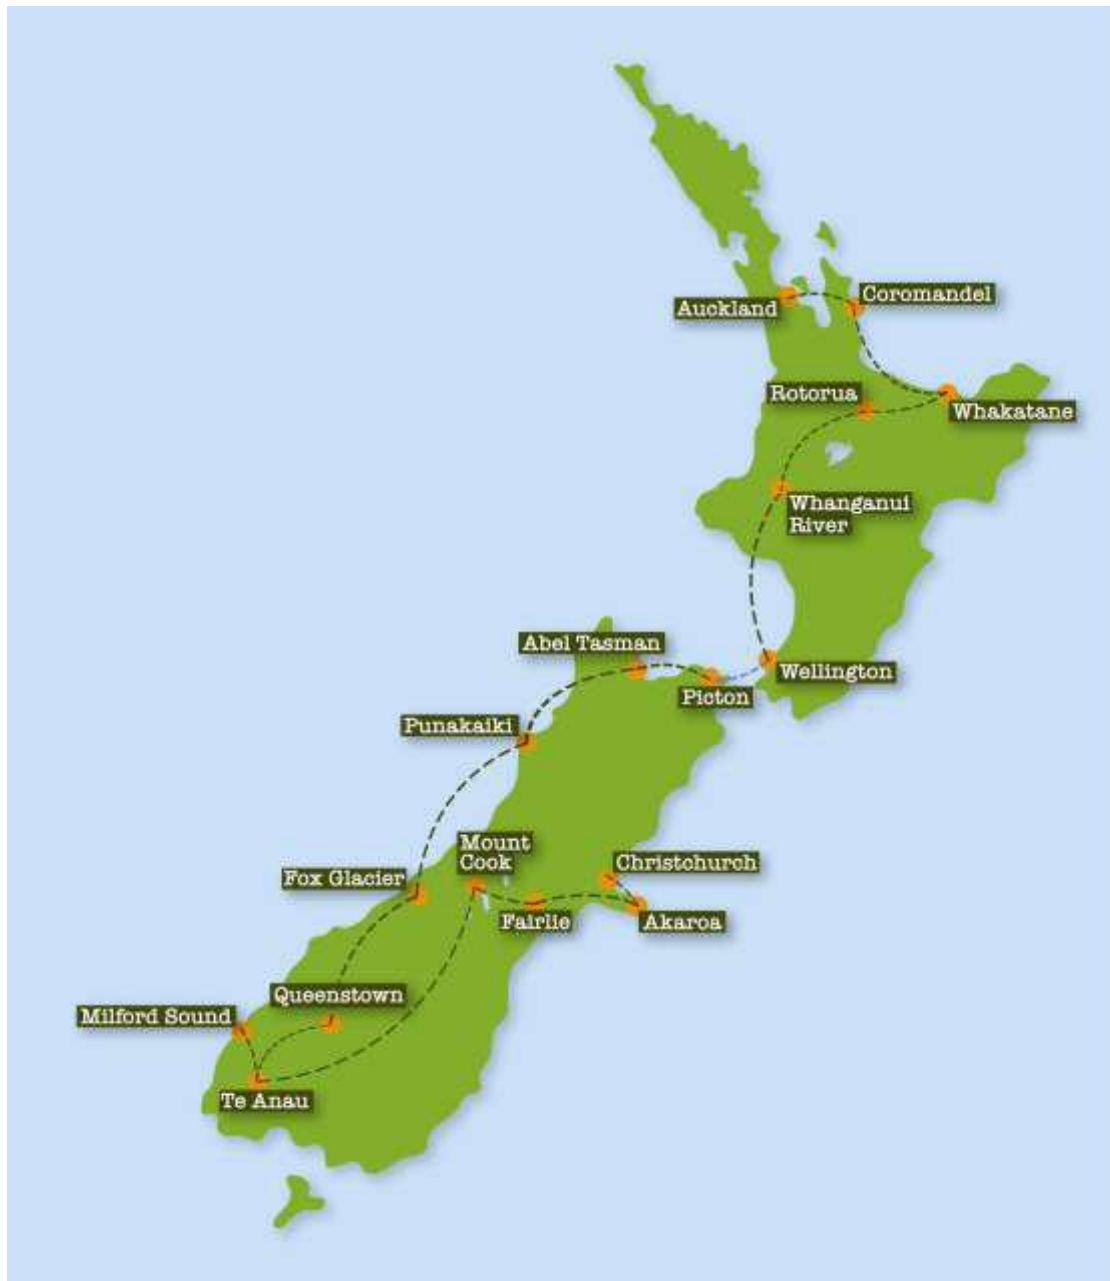 Coromandel
Auckland
Rotorua
Whakatane
Whanganui
River
Abel Tasman
Wellington
Picton
Punakaiki
Mount
Cook
Christchurch
Fox Glacier
Fairlie
Akaroa
Queenstown
Milford Sound
Te Anau